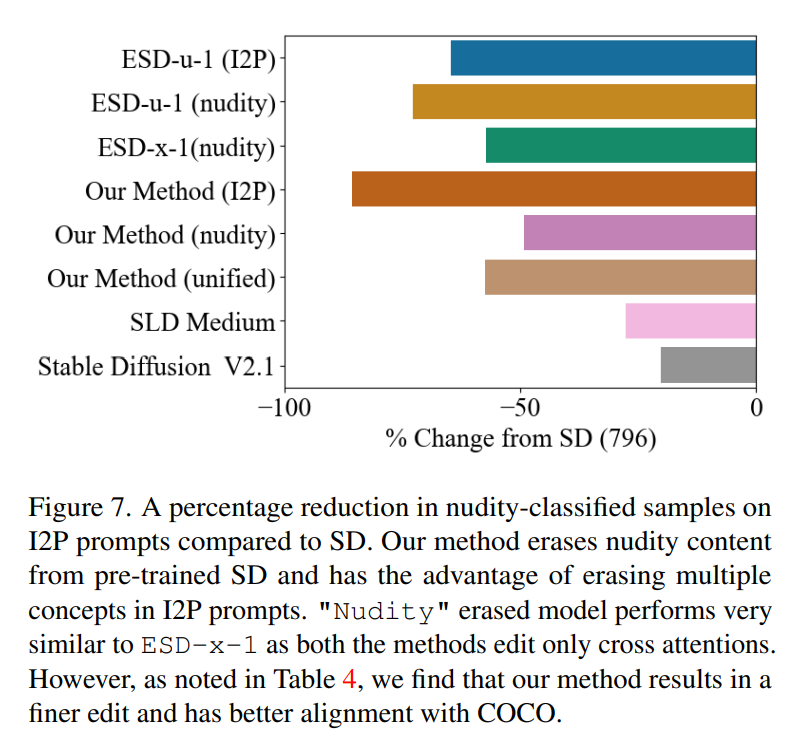 ESD-u-1 (I2P)
ESD-u-1 (nudity)
ESD-x-1(nudity)
Our Method (I2P)
Our Method (nudity)
Our Method (unified)
SLD Medium
Stable Diffusion  V2.1
−100 −50 0
% Change from SD (796)
Figure 7. A percentage reduction in nudity-classified samples on
I2P prompts compared to SD. Our method erases nudity content
from pre-trained SD and has the advantage of erasing multiple
concepts in I2P prompts. "Nudity" erased model performs very
similar to ESD-x-1 as both the methods edit only cross attentions.
However, as noted in Table 4, we find that our method results in a
finer edit and has better alignment with COCO.